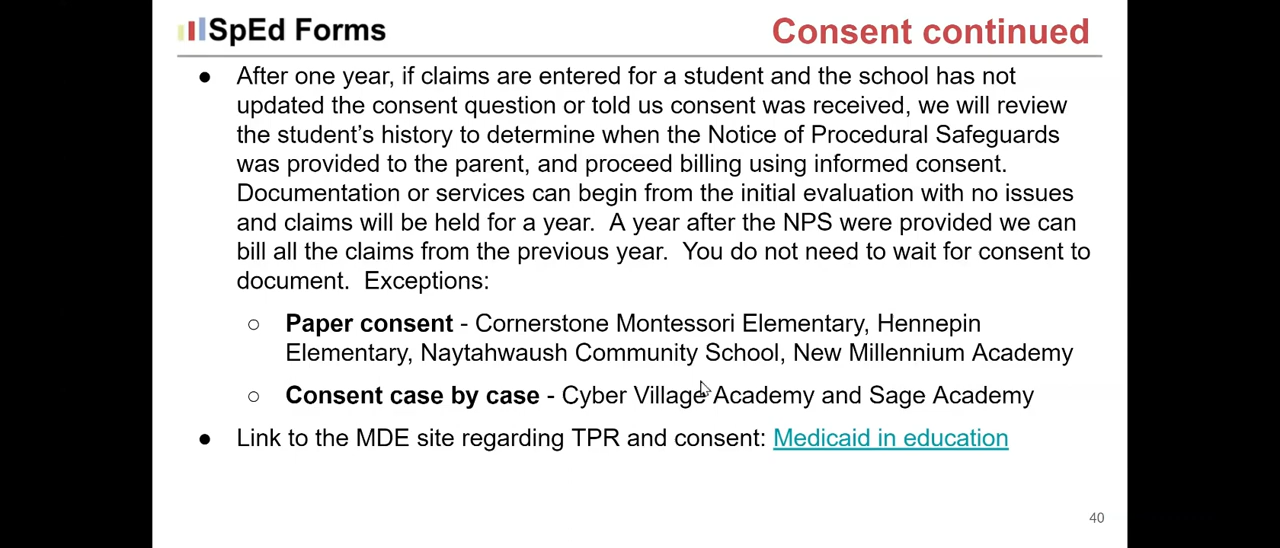 SpEd Forms
Consent continued
● After one year, if claims are entered for a student and the school has not
updated the consent question or told us consent was received, we will review
the student's history to determine when the Notice of Procedural Safeguards
was provided to the parent, and proceed billing using informed consent.
Documentation or services can begin from the initial evaluation with no issues
and claims will be held for a year.  A year after the NPS were provided we can
bill all the claims from the previous year.  You do not need to wait for consent to
document.  Exceptions:
○ Paper consent - Cornerstone Montessori Elementary, Hennepin
Elementary, Naytahwaush Community School, New Millennium Academy
○ Consent case by case - Cyber Village Academy and Sage Academy
● Link to the MDE site regarding TPR and consent: Medicaid in education
40